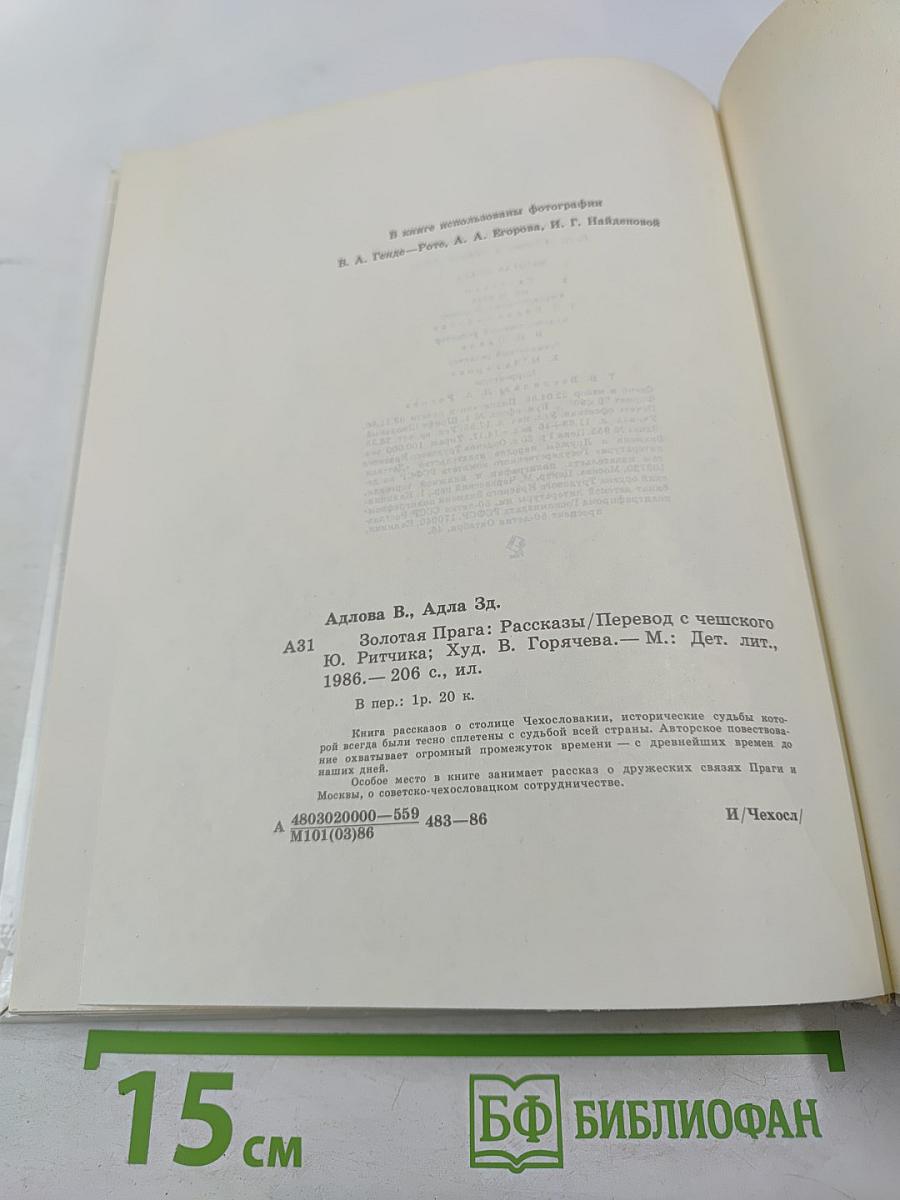 В книге использованы фотографии
В. А. Генде—Роте, А. А. Егорова, И. Г. Найденовой
Адлова В., Адла Зд.
А31 Золотая Прага: Рассказы/Перевод с чешского
Ю. Ритчика; Худ. В. Горячева.— М.: Дет. лит.,
1986.— 206 с., ил.
В пер.: 1р. 20 к.
Книга рассказов о столице Чехословакии, исторические судьбы кото-
рой всегда были тесно сплетены с судьбой всей страны. Авторское повествова-
ние охватывает огромный промежуток времени — с древнейших времен до
наших дней.
Особое место в книге занимает рассказ о дружеских связях Праги и
Москвы, о советско-чехословацком сотрудничестве.
А 4803020000—559 483—86 И/Чехосл/
М101(03)86
15 см
БФ БИБЛИОФАН